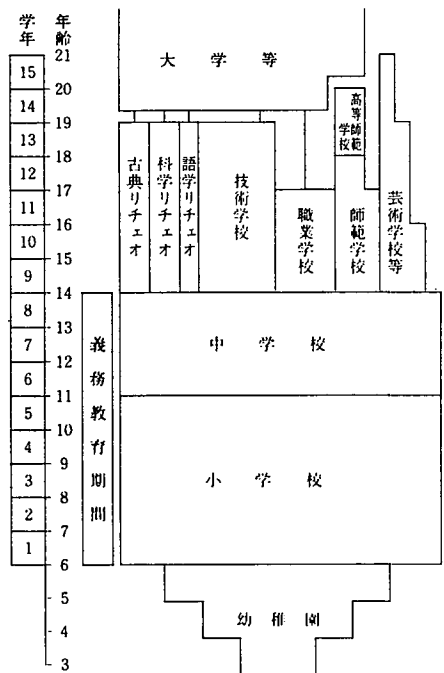 学年
年齢
21
15
20
14
19
13
18
12
17
11
16
10
15
9
14
8
13
7
12
6
11
5
10
4
9
3
8
2
7
1
6
5
4
3
義務教育期間
大学等
古典リチェオ
科学リチェオ
語学リチェオ
技術学校
職業学校
高等師範
学校
師範学校
芸術学校等
中学校
小学校
幼稚園